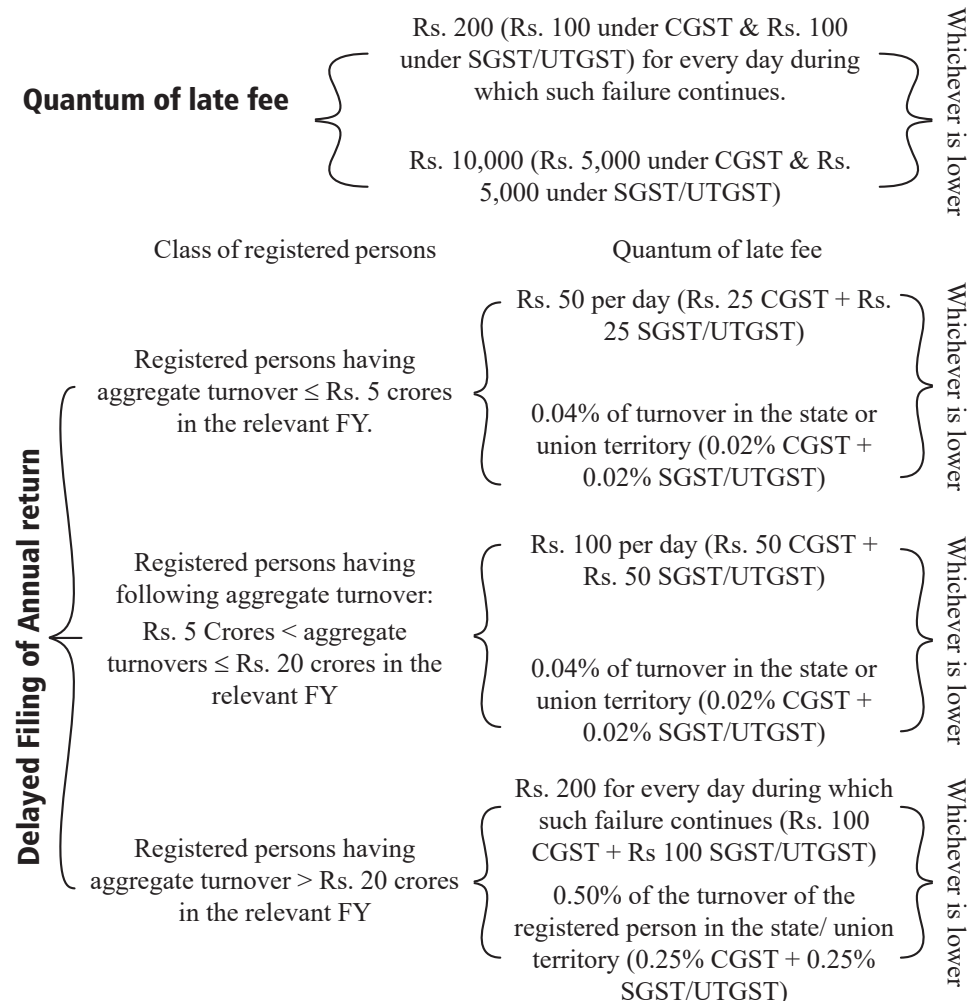 Quantum of late fee
Rs. 200 (Rs. 100 under CGST & Rs. 100
under SGST/UTGST) for every day during
which such failure continues.
Rs. 10,000 (Rs. 5,000 under CGST & Rs.
5,000 under SGST/UTGST)
Whichever is lower
Class of registered persons
Quantum of late fee
Delayed Filing of Annual return
Registered persons having
aggregate turnover ≤ Rs. 5 crores
in the relevant FY.
Rs. 50 per day (Rs. 25 CGST + Rs.
25 SGST/UTGST)
0.04% of turnover in the state or
union territory (0.02% CGST +
0.02% SGST/UTGST)
Whichever is lower
Registered persons having
following aggregate turnover:
Rs. 5 Crores < aggregate
turnovers ≤ Rs. 20 crores in the
relevant FY
Rs. 100 per day (Rs. 50 CGST +
Rs. 50 SGST/UTGST)
0.04% of turnover in the state or
union territory (0.02% CGST +
0.02% SGST/UTGST)
Whichever is lower
Registered persons having
aggregate turnover > Rs. 20 crores
in the relevant FY
Rs. 200 for every day during which
such failure continues (Rs. 100
CGST + Rs 100 SGST/UTGST)
0.50% of the turnover of the
registered person in the state/ union
territory (0.25% CGST + 0.25%
SGST/UTGST)
Whichever is lower